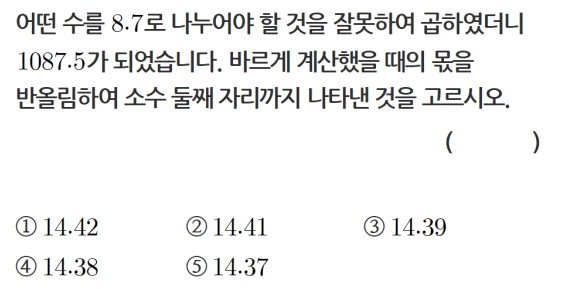 어떤 수를 8.7로 나누어야 할 것을 잘못하여 곱하였더니
1087.5가 되었습니다. 바르게 계산했을 때의 몫을
반올림하여 소수 둘째 자리까지 나타낸 것을 고르시오.
( )
① 14.42 ② 14.41 ③ 14.39
④ 14.38 ⑤ 14.37